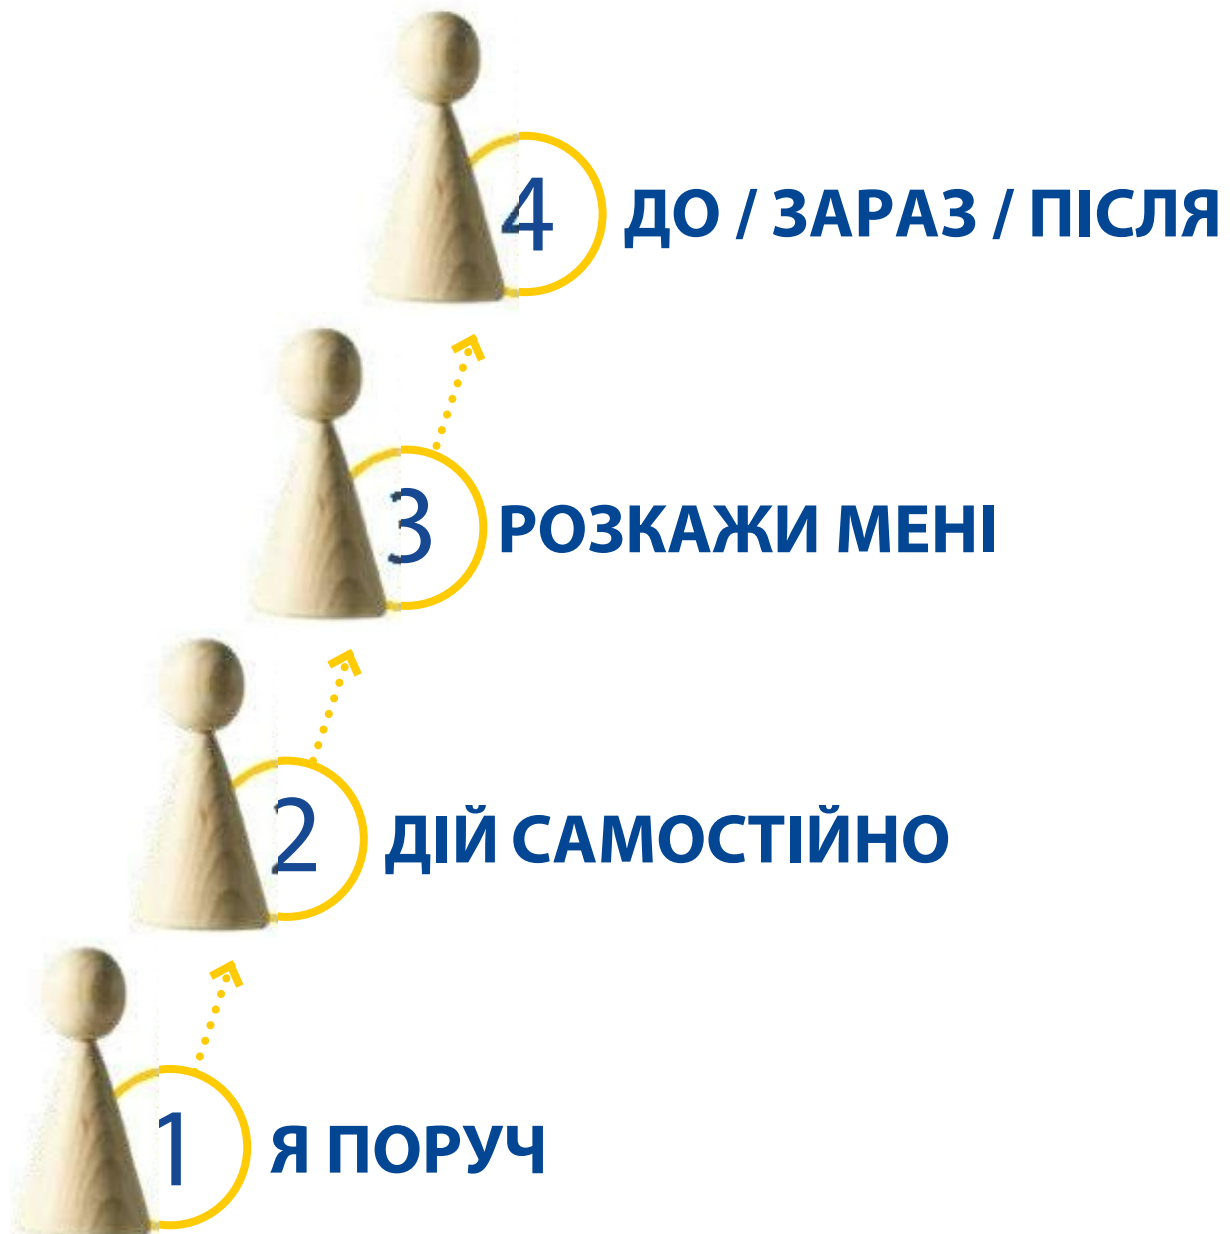 4 ДО / ЗАРАЗ / ПІСЛЯ
3 РОЗКАЖИ МЕНІ
2 ДІЙ САМОСТІЙНО
1 Я ПОРУЧ